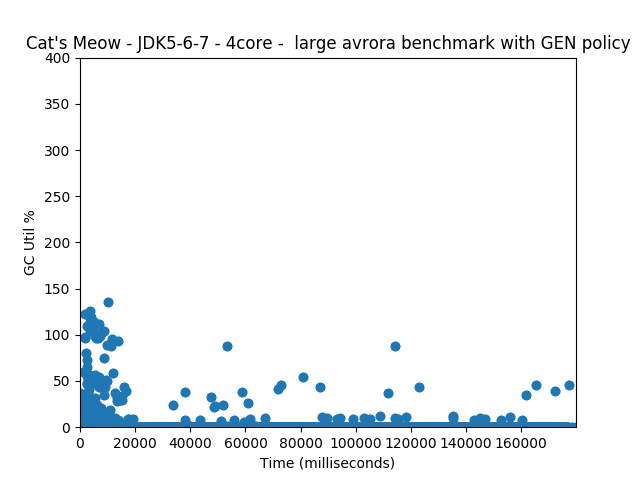 Cat's Meow - JDK5-6-7 - 4core -  large avrora benchmark with GEN policy
400
350
300
250
200
150
100
50
0
GC Util %
0 20000 40000 60000 80000 100000 120000 140000 160000
Time (milliseconds)